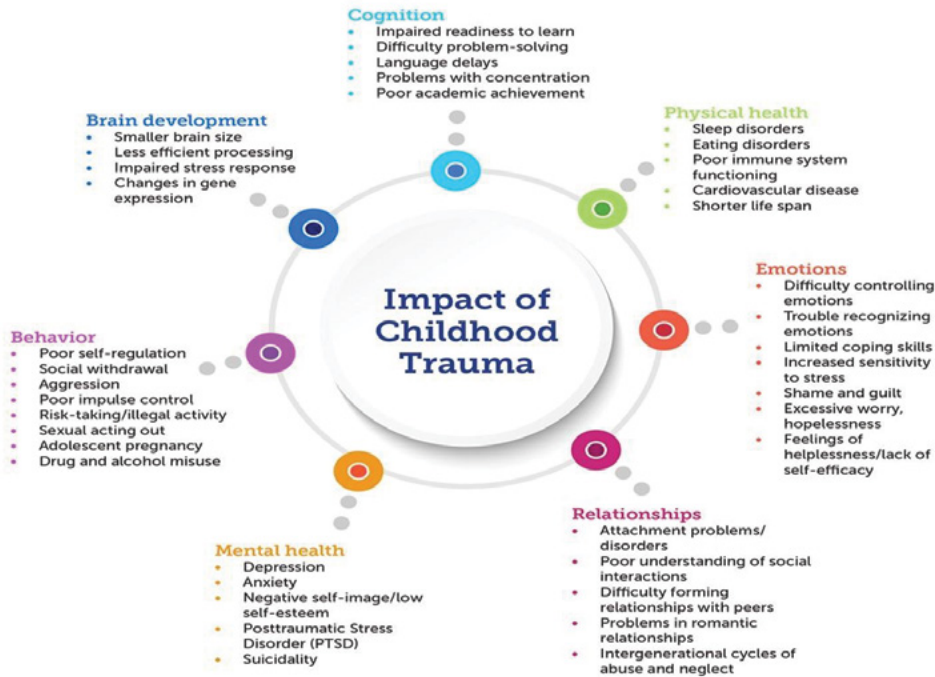 Cognition
Impaired readiness to learn
Difficulty problem-solving
Language delays
Problems with concentration
Poor academic achievement
Physical health
Sleep disorders
Eating disorders
Poor immune system
functioning
Cardiovascular disease
Shorter life span
Emotions
Difficulty controlling
emotions
Trouble recognizing
emotions
Limited coping skills
Increased sensitivity
to stress
Shame and guilt
Excessive worry,
hopelessness
Feelings of
helplessness/lack of
self-efficacy
Relationships
Attachment problems/
disorders
Poor understanding of social
interactions
Difficulty forming
relationships with peers
Problems in romantic
relationships
Intergenerational cycles of
abuse and neglect
Mental health
Depression
Anxiety
Negative self-image/low
self-esteem
Posttraumatic Stress
Disorder (PTSD)
Suicidality
Behavior
Poor self-regulation
Social withdrawal
Aggression
Poor impulse control
Risk-taking/illegal activity
Sexual acting out
Adolescent pregnancy
Drug and alcohol misuse
Brain development
Smaller brain size
Less efficient processing
Impaired stress response
Changes in gene
expression
Impact of
Childhood
Trauma